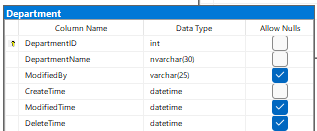 Department
Column Name Data Type Allow Nulls
DepartmentID int
DepartmentName nvarchar(30)
ModifiedBy varchar(25)
CreateTime datetime
ModifiedTime datetime
DeleteTime datetime